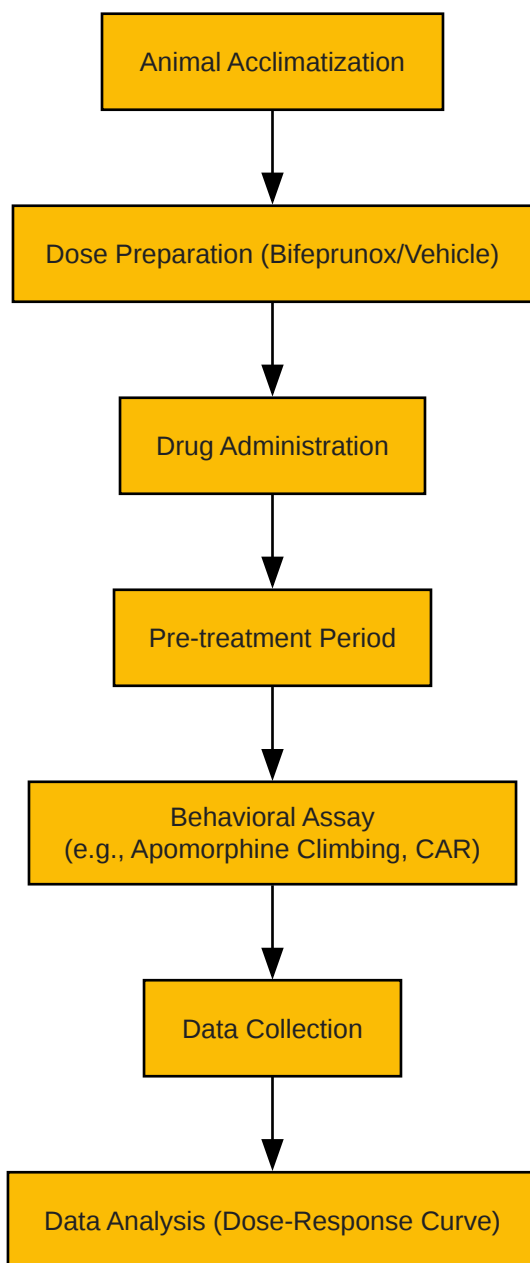 Animal Acclimatization
Dose Preparation (Bifeprunox/Vehicle)
Drug Administration
Pre-treatment Period
Behavioral Assay
(e.g., Apomorphine Climbing, CAR)
Data Collection
Data Analysis (Dose-Response Curve)